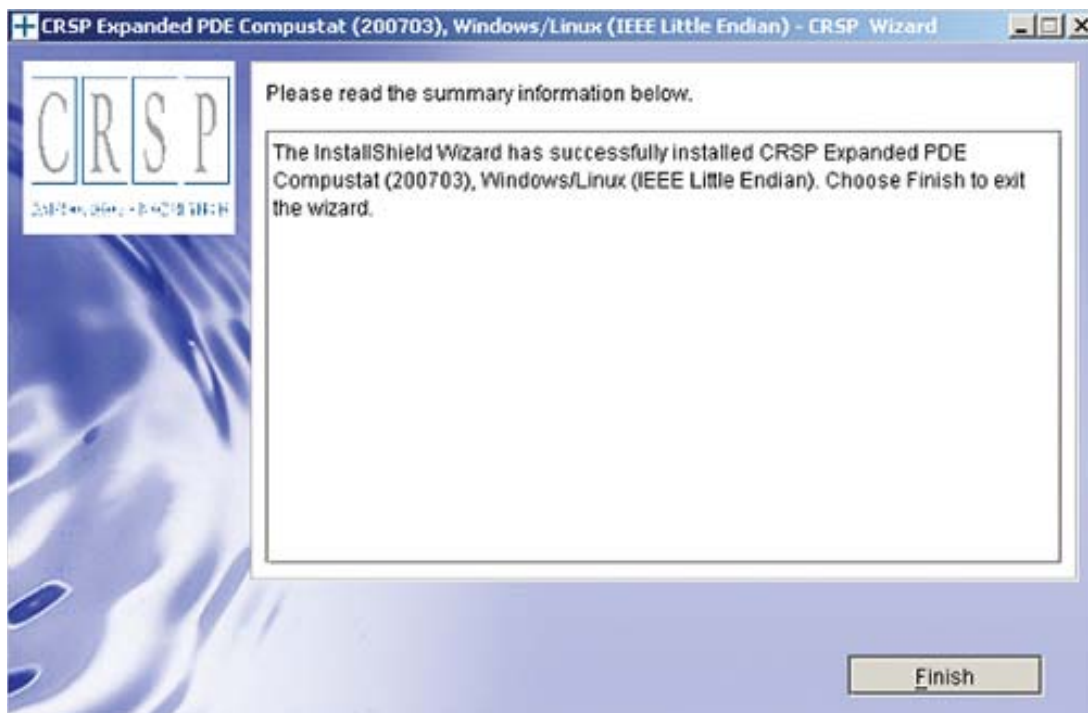 CRSP Expanded PDE Compustat (200703), Windows/Linux (IEEE Little Endian) - CRSP Wizard
CRSP
Please read the summary information below.
The InstallShield Wizard has successfully installed CRSP Expanded PDE
Compustat (200703), Windows/Linux (IEEE Little Endian). Choose Finish to exit
the wizard.
Finish